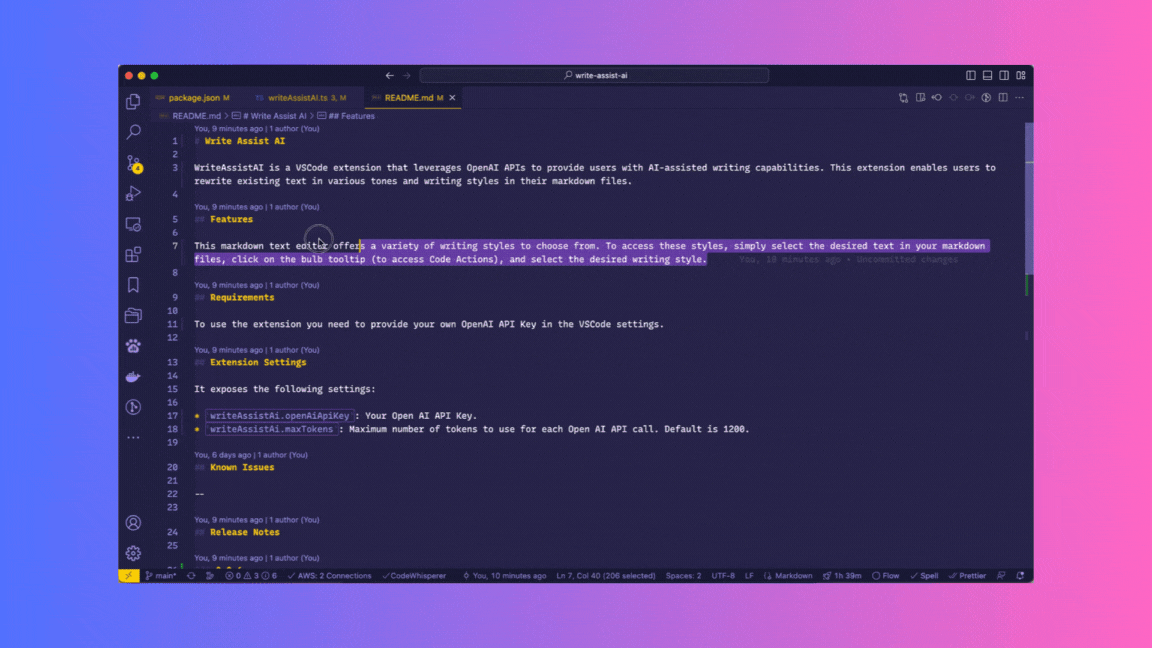 write-assist-ai
package.json M
TS writeAssistAI.ts 3, M
README.md M
README.md > # Write Assist AI > ## Features
You, 9 minutes ago | 1 author (You)
1 # Write Assist AI
2
3 WriteAssistAI is a VSCode extension that leverages OpenAI APIs to provide users with AI-assisted writing capabilities. This extension enables users to
rewrite existing text in various tones and writing styles in their markdown files.
4
You, 9 minutes ago | 1 author (You)
5 ## Features
6
7 This markdown text editor offers a variety of writing styles to choose from. To access these styles, simply select the desired text in your markdown
files, click on the bulb tooltip (to access Code Actions), and select the desired writing style. You, 10 minutes ago • Uncommitted changes
8
You, 9 minutes ago | 1 author (You)
9 ## Requirements
10
11 To use the extension you need to provide your own OpenAI API Key in the VSCode settings.
12
You, 9 minutes ago | 1 author (You)
13 ## Extension Settings
14
15 It exposes the following settings:
16
17 * writeAssistAi.openAiApiKey : Your Open AI API Key.
18 * writeAssistAi.maxTokens : Maximum number of tokens to use for each Open AI API call. Default is 1200.
19
You, 6 days ago | 1 author (You)
20 ## Known Issues
21
22 --
23
You, 9 minutes ago | 1 author (You)
24 ## Release Notes
25
You, 9 minutes ago | 1 author (You)
4
main* 0 3 6 AWS: 2 Connections CodeWhisperer You, 10 minutes ago Ln 7, Col 40 (206 selected) Spaces: 2 UTF-8 LF Markdown 1h 39m Flow Spell Prettier